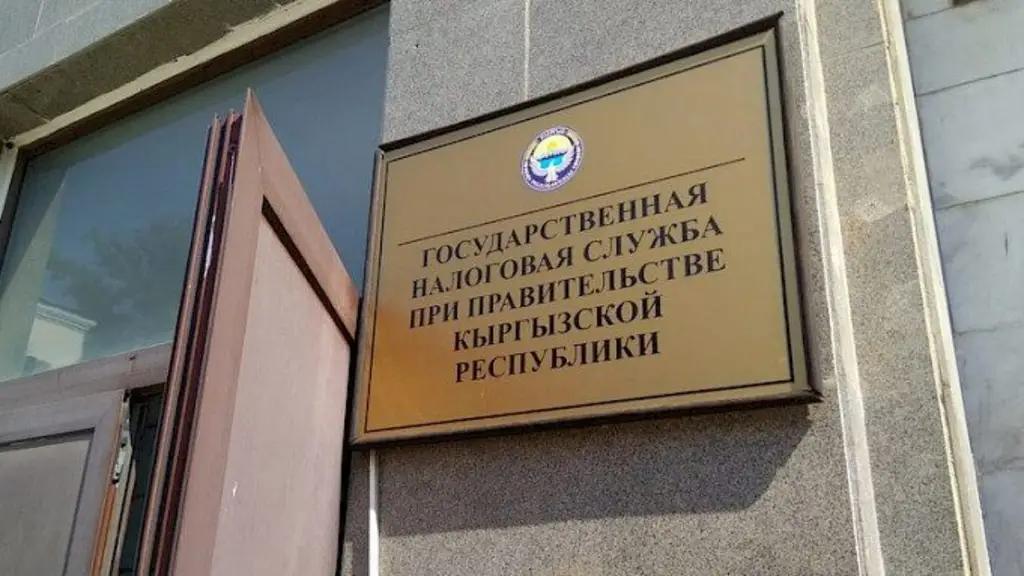 ГОСУДАРСТВЕННАЯ
НАЛОГОВАЯ СЛУЖБА
ПРИ ПРАВИТЕЛЬСТВЕ
КЫРГЫЗСКОЙ
РЕСПУБЛИКИ